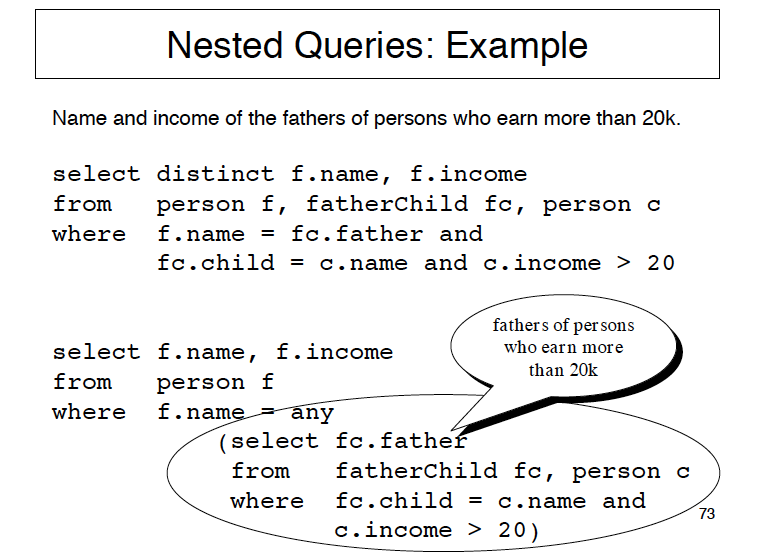 Nested Queries: Example
Name and income of the fathers of persons who earn more than 20k.
select distinct f.name, f.income
from   person f, fatherChild fc, person c
where  f.name = fc.father and
       fc.child = c.name and c.income > 20
fathers of persons
who earn more
than 20k
select f.name, f.income
from   person f
where  f.name = any
           (select fc.father
            from   fatherChild fc, person c
            where  fc.child = c.name and
                   c.income > 20)
73